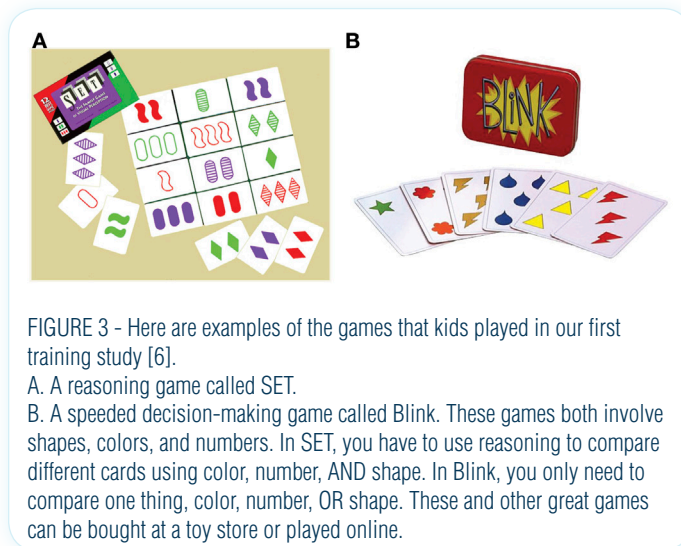 A
B
SET
BLINK
FIGURE 3 - Here are examples of the games that kids played in our first
training study [6].
A. A reasoning game called SET.
B. A speeded decision-making game called Blink. These games both involve
shapes, colors, and numbers. In SET, you have to use reasoning to compare
different cards using color, number, AND shape. In Blink, you only need to
compare one thing, color, number, OR shape. These and other great games
can be bought at a toy store or played online.